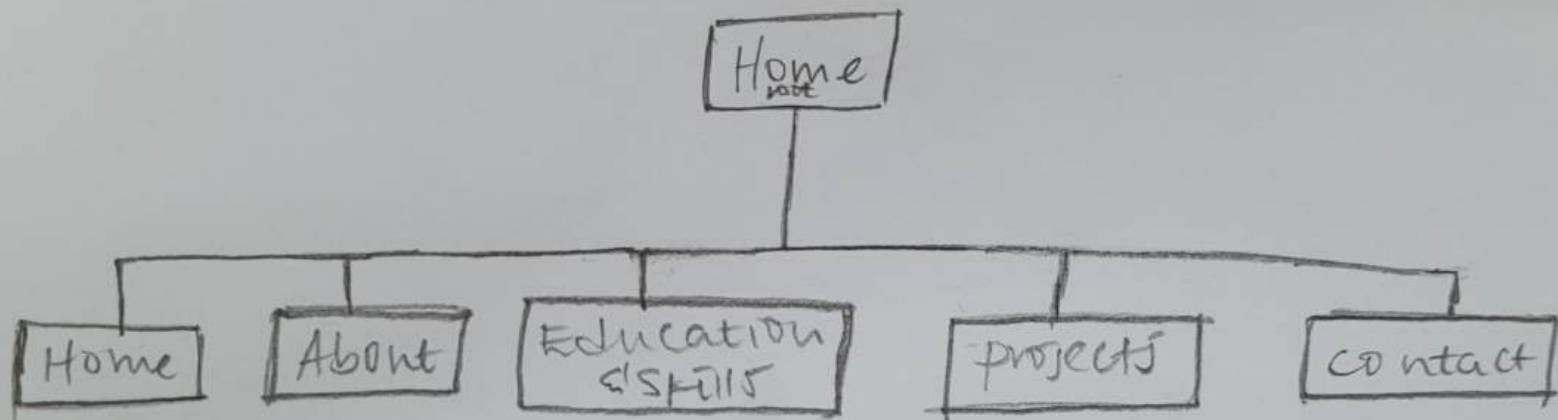 Home
root
Home
About
Education
& Skills
projects
contact